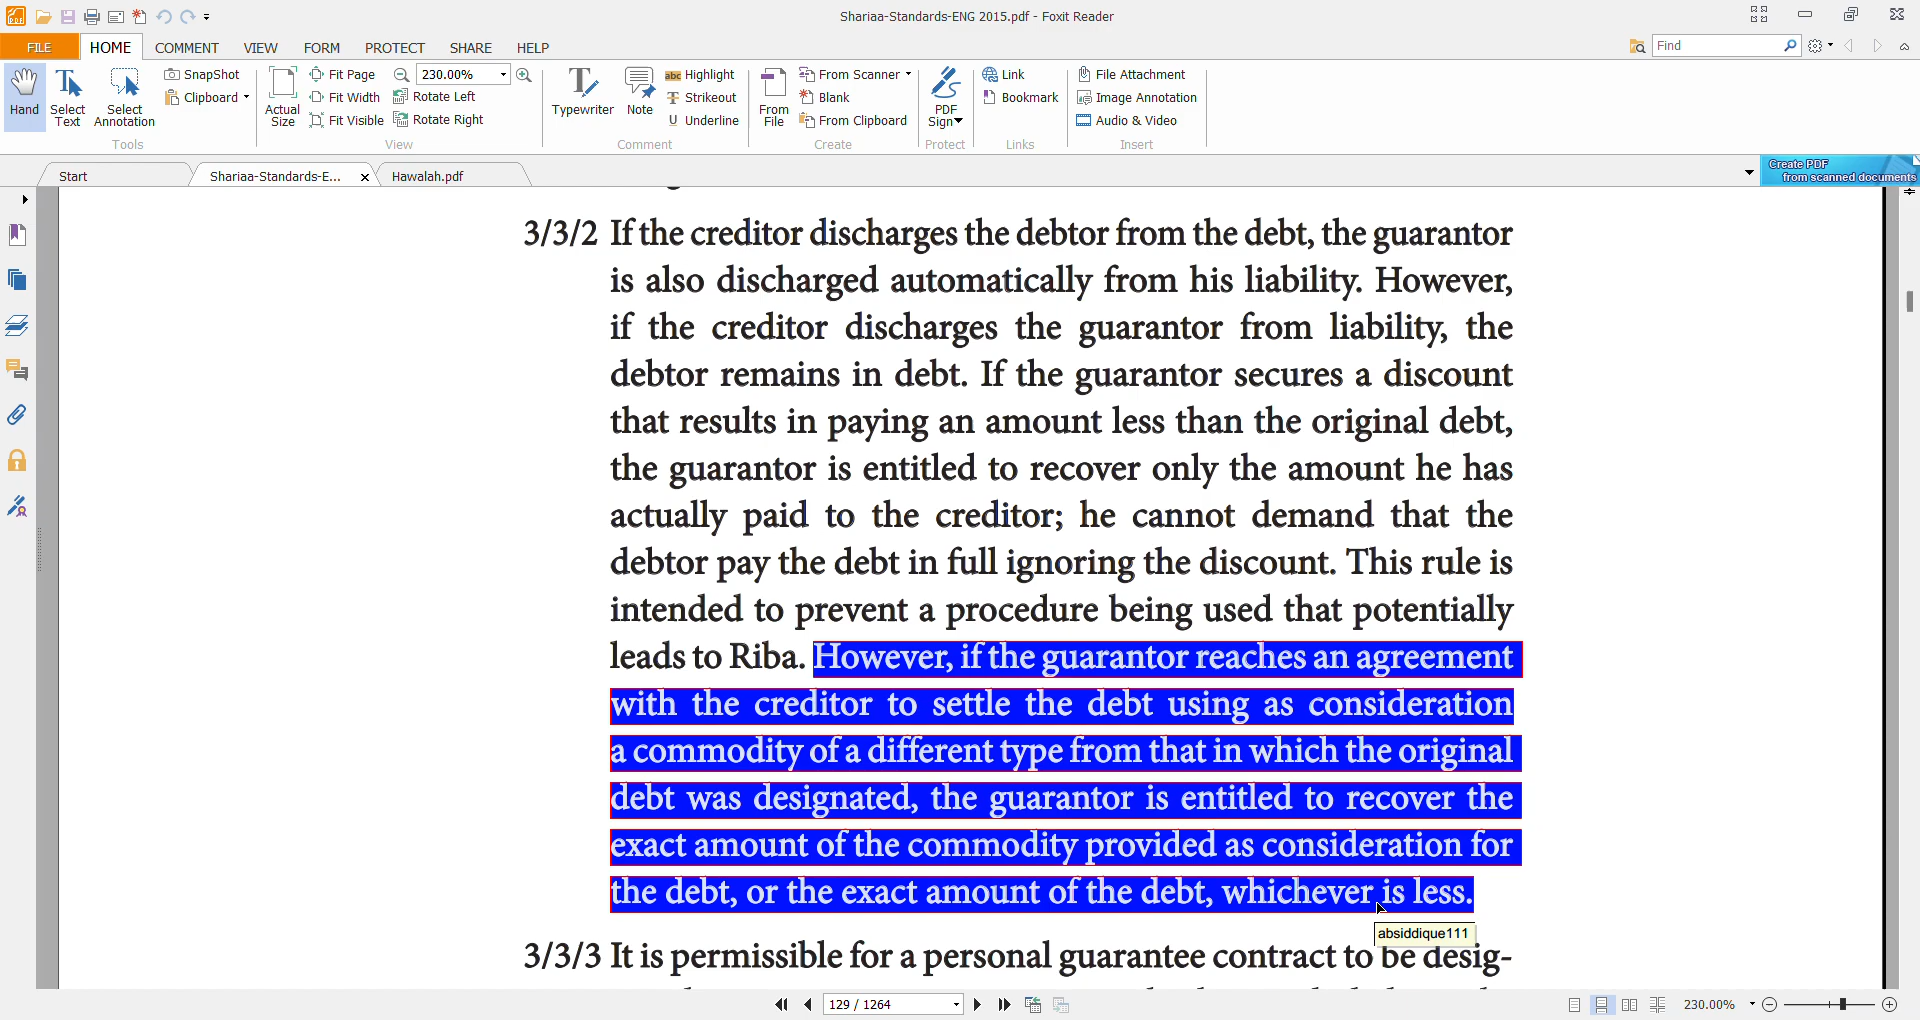 Shariaa-Standards-ENG 2015.pdf - Foxit Reader
FILE HOME COMMENT VIEW FORM PROTECT SHARE HELP
Find
Hand
Select Text
Select Annotation
SnapShot
Clipboard
Tools
Actual Size
Fit Page
Fit Width
Fit Visible
230.00%
Rotate Left
Rotate Right
View
Typewriter
Note
Highlight
Strikeout
Underline
Comment
From File
From Scanner
Blank
From Clipboard
Create
PDF Sign
Protect
Link
Bookmark
Links
File Attachment
Image Annotation
Audio & Video
Insert
Start
Shariaa-Standards-E...
Hawalah.pdf
Create PDF
from scanned documents
3/3/2 If the creditor discharges the debtor from the debt, the guarantor
is also discharged automatically from his liability. However,
if the creditor discharges the guarantor from liability, the
debtor remains in debt. If the guarantor secures a discount
that results in paying an amount less than the original debt,
the guarantor is entitled to recover only the amount he has
actually paid to the creditor; he cannot demand that the
debtor pay the debt in full ignoring the discount. This rule is
intended to prevent a procedure being used that potentially
leads to Riba. However, if the guarantor reaches an agreement
with the creditor to settle the debt using as consideration
a commodity of a different type from that in which the original
debt was designated, the guarantor is entitled to recover the
exact amount of the commodity provided as consideration for
the debt, or the exact amount of the debt, whichever is less.
absiddique111
3/3/3 It is permissible for a personal guarantee contract to be desig-
129 / 1264
230.00%